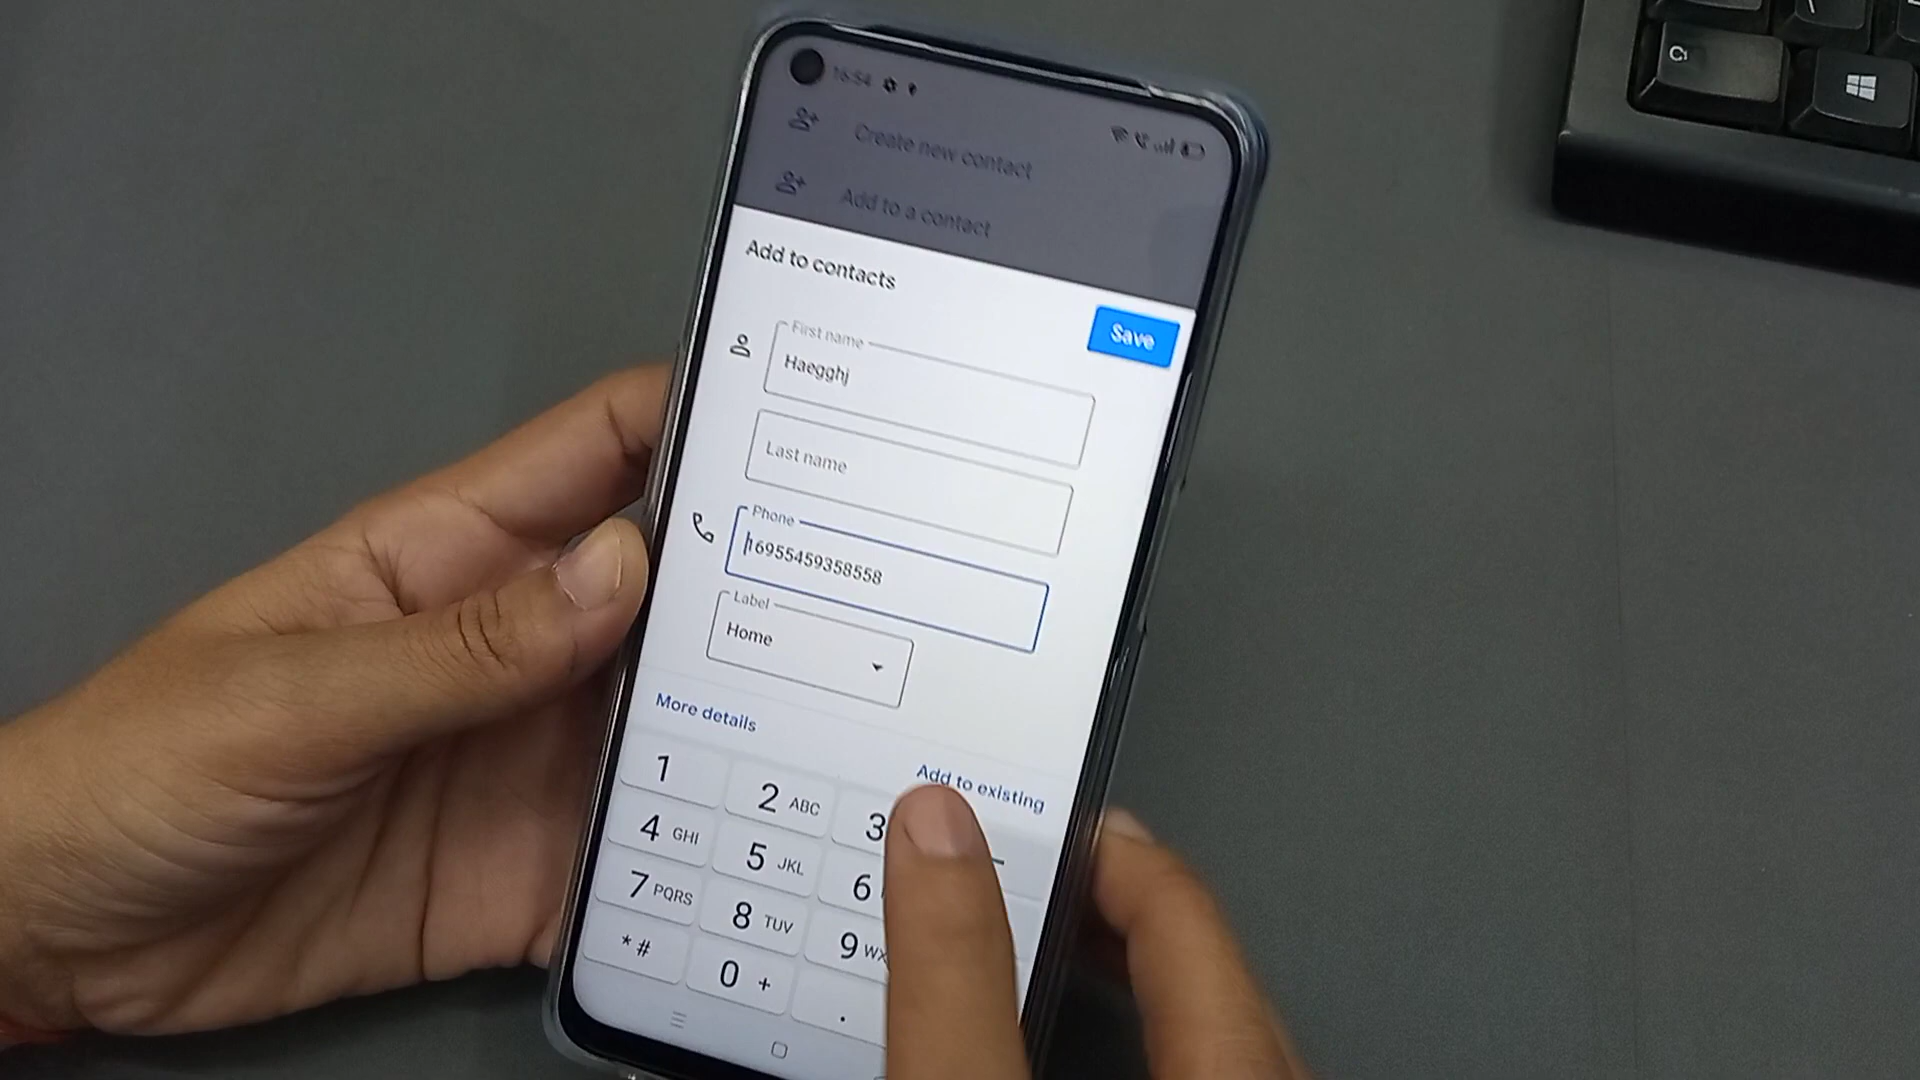 16:54
Create new contact
Add to a contact
Add to contacts
Save
First name
Haegghj
Last name
Phone
16955459358558
Label
Home
More details
Add to existing
1
2 ABC
3
4 GHI
5 JKL
6
7 PQRS
8 TUV
9 WX
* #
0 +
.